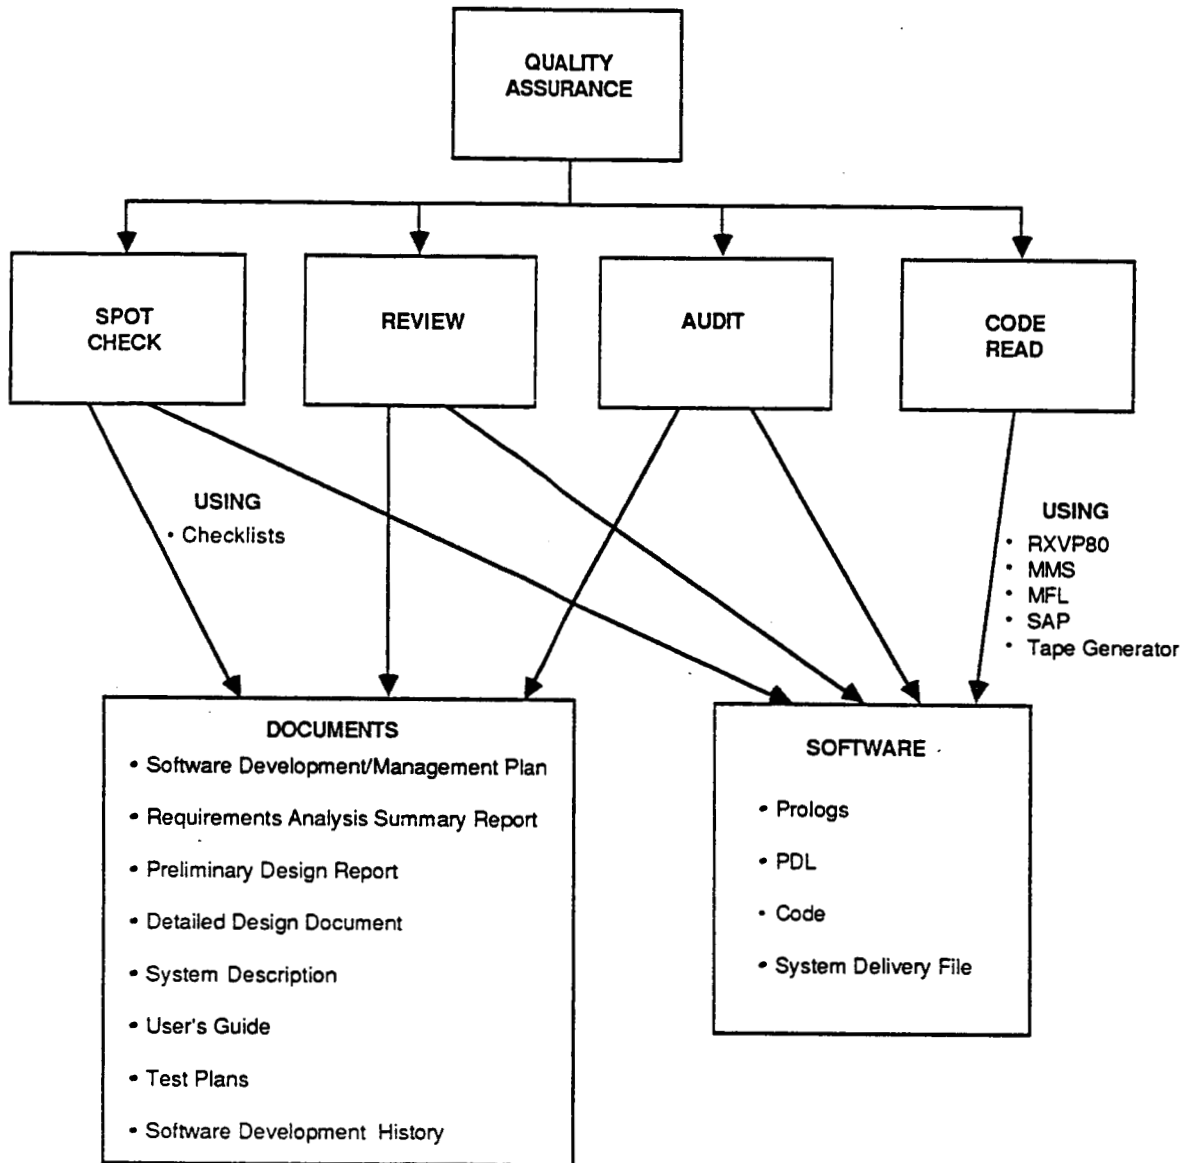 QUALITY
ASSURANCE
SPOT
CHECK
REVIEW
AUDIT
CODE
READ
USING
• Checklists
USING
• RXVP80
• MMS
• MFL
• SAP
• Tape Generator
DOCUMENTS
• Software Development/Management Plan
• Requirements Analysis Summary Report
• Preliminary Design Report
• Detailed Design Document
• System Description
• User's Guide
• Test Plans
• Software Development History
SOFTWARE
• Prologs
• PDL
• Code
• System Delivery File